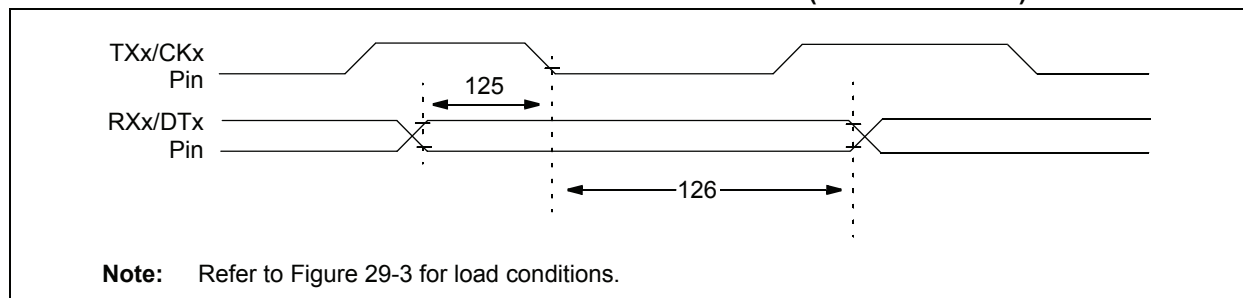 TXx/CKx
Pin
125
RXx/DTx
Pin
126
Note: Refer to Figure 29-3 for load conditions.